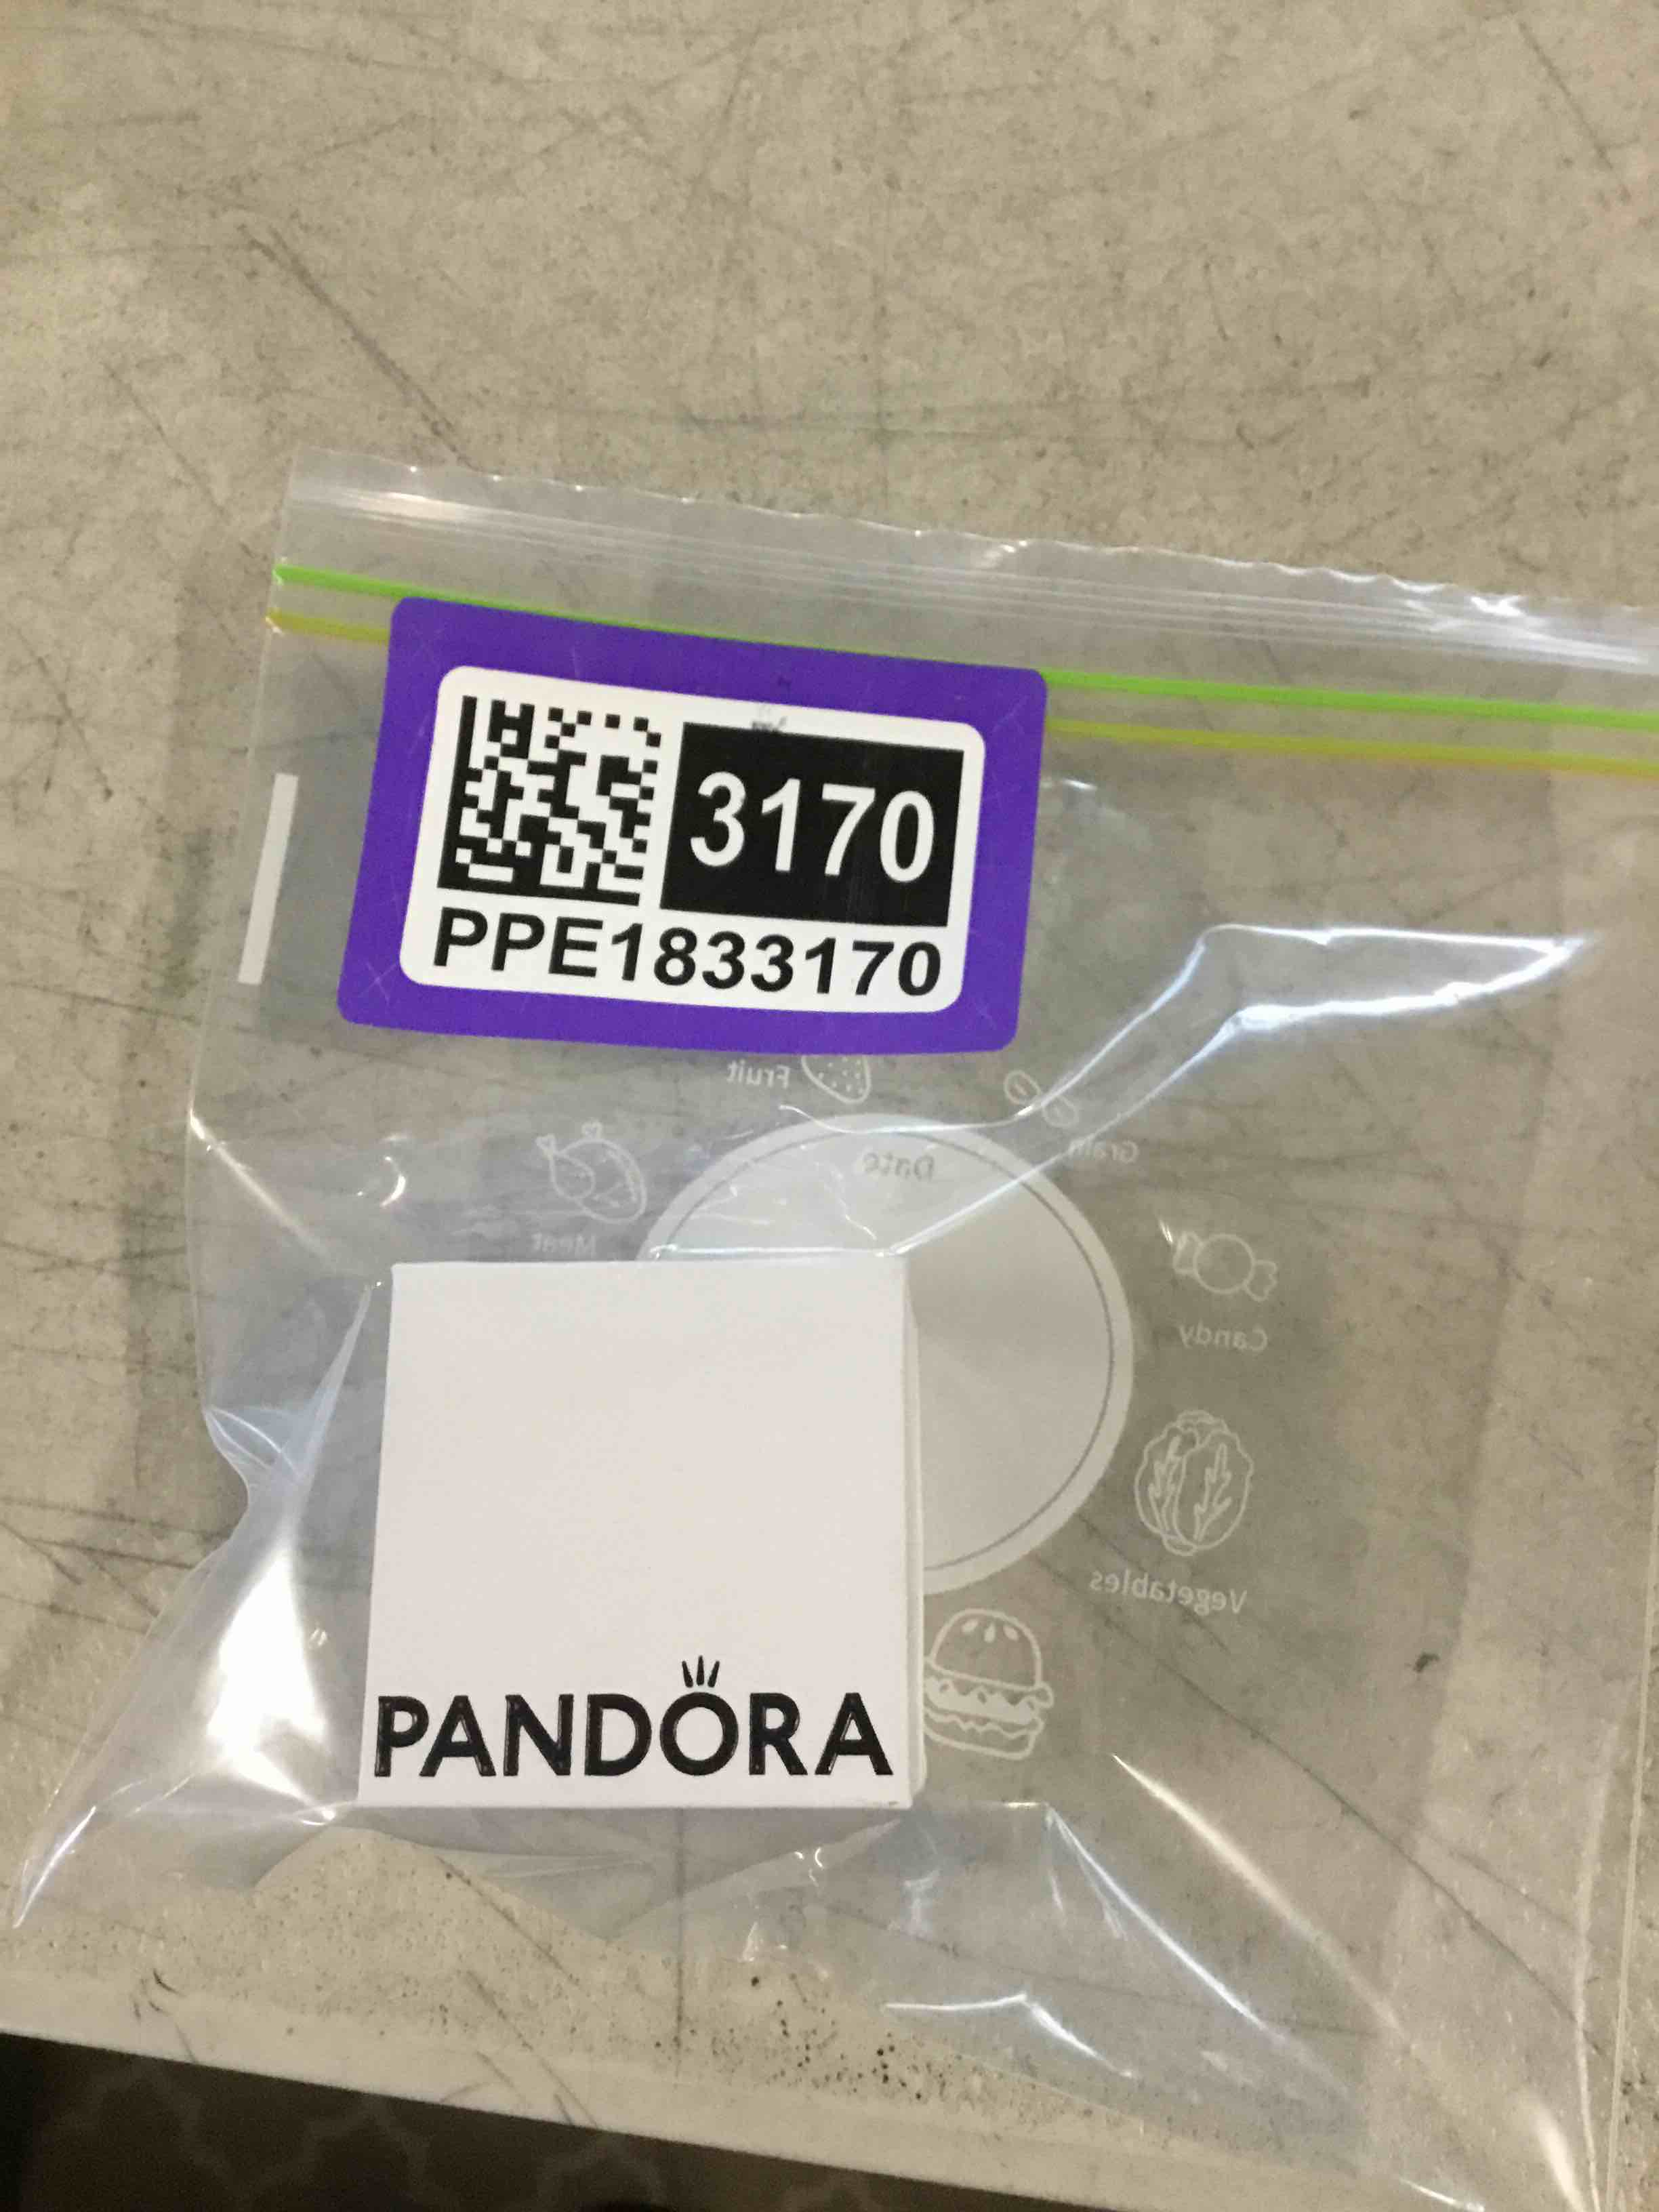 3170
PPE1833170
Fruit
Grain
Date
Meat
Candy
Vegetables
PANDORA